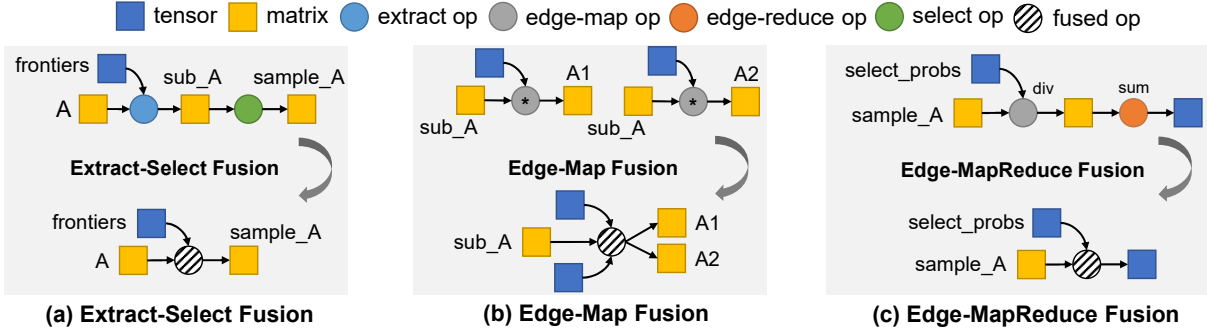 tensor matrix extract op edge-map op edge-reduce op select op fused op
frontiers
sub_A sample_A
A
Extract-Select Fusion
frontiers
sample_A
A
(a) Extract-Select Fusion
A1 A2
* *
sub_A sub_A
Edge-Map Fusion
A1
sub_A
A2
(b) Edge-Map Fusion
select_probs
div sum
sample_A
Edge-MapReduce Fusion
select_probs
sample_A
(c) Edge-MapReduce Fusion